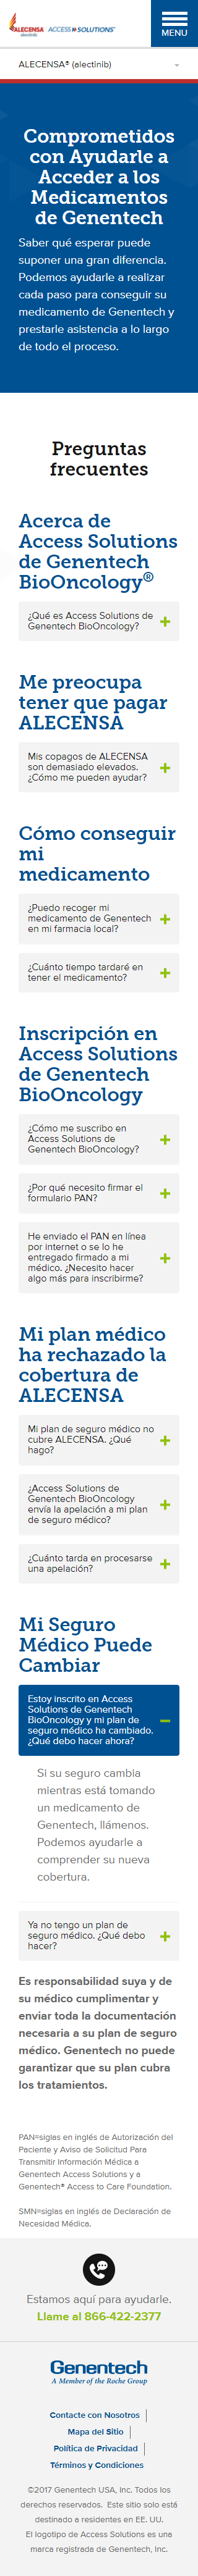 ALECENSA
alectinib
ACCESS SOLUTIONS®
MENU
ALECENSA® (alectinib)
Comprometidos
con Ayudarle a
Acceder a los
Medicamentos
de Genentech
Saber qué esperar puede
suponer una gran diferencia.
Podemos ayudarle a realizar
cada paso para conseguir su
medicamento de Genentech y
prestarle asistencia a lo largo
de todo el proceso.
Preguntas
frecuentes
Acerca de
Access Solutions
de Genentech
BioOncology®
¿Qué es Access Solutions de
Genentech BioOncology?
Me preocupa
tener que pagar
ALECENSA
Mis copagos de ALECENSA
son demasiado elevados.
¿Cómo me pueden ayudar?
Cómo conseguir
mi
medicamento
¿Puedo recoger mi
medicamento de Genentech
en mi farmacia local?
¿Cuánto tiempo tardaré en
tener el medicamento?
Inscripción en
Access Solutions
de Genentech
BioOncology
¿Cómo me suscribo en
Access Solutions de
Genentech BioOncology?
¿Por qué necesito firmar el
formulario PAN?
He enviado el PAN en línea
por internet o se lo he
entregado firmado a mi
médico. ¿Necesito hacer
algo más para inscribirme?
Mi plan médico
ha rechazado la
cobertura de
ALECENSA
Mi plan de seguro médico no
cubre ALECENSA. ¿Qué
hago?
¿Access Solutions de
Genentech BioOncology
envía la apelación a mi plan
de seguro médico?
¿Cuánto tarda en procesarse
una apelación?
Mi Seguro
Médico Puede
Cambiar
Estoy inscrito en Access
Solutions de Genentech
BioOncology y mi plan de
seguro médico ha cambiado.
¿Qué debo hacer ahora?
Si su seguro cambia
mientras está tomando
un medicamento de
Genentech, llámenos.
Podemos ayudarle a
comprender su nueva
cobertura.
Ya no tengo un plan de
seguro médico. ¿Qué debo
hacer?
Es responsabilidad suya y de
su médico cumplimentar y
enviar toda la documentación
necesaria a su plan de seguro
médico. Genentech no puede
garantizar que su plan cubra
los tratamientos.
PAN=siglas en inglés de Autorización del
Paciente y Aviso de Solicitud Para
Transmitir Información Médica a
Genentech Access Solutions y a
Genentech® Access to Care Foundation.
SMN=siglas en inglés de Declaración de
Necesidad Médica.
Estamos aquí para ayudarle.
Llame al 866-422-2377
Genentech
A Member of the Roche Group
Contacte con Nosotros
Mapa del Sitio
Política de Privacidad
Términos y Condiciones
©2017 Genentech USA, Inc. Todos los
derechos reservados. Este sitio solo está
destinado a residentes en EE. UU.
El logotipo de Access Solutions es una
marca registrada de Genentech, Inc.